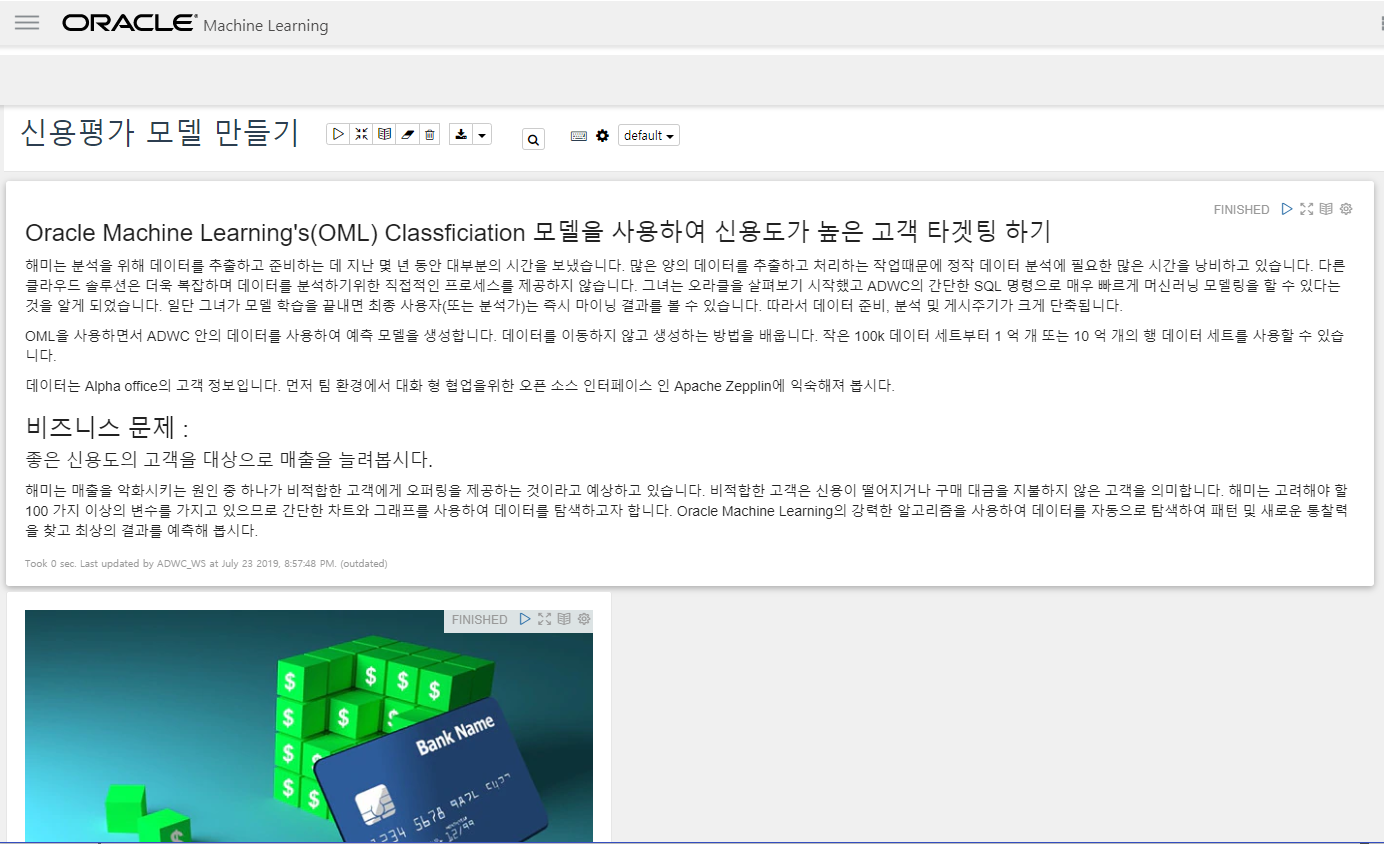 ORACLE Machine Learning
신용평가 모델 만들기
default
FINISHED
Oracle Machine Learning's(OML) Classficiation 모델을 사용하여 신용도가 높은 고객 타겟팅 하기
해미는 분석을 위해 데이터를 추출하고 준비하는 데 지난 몇 년 동안 대부분의 시간을 보냈습니다. 많은 양의 데이터를 추출하고 처리하는 작업때문에 정작 데이터 분석에 필요한 많은 시간을 낭비하고 있습니다. 다른
클라우드 솔루션은 더욱 복잡하며 데이터를 분석하기위한 직접적인 프로세스를 제공하지 않습니다. 그녀는 오라클을 살펴보기 시작했고 ADWC의 간단한 SQL 명령으로 매우 빠르게 머신러닝 모델링을 할 수 있다는
것을 알게 되었습니다. 일단 그녀가 모델 학습을 끝내면 최종 사용자(또는 분석가)는 즉시 마이닝 결과를 볼 수 있습니다. 따라서 데이터 준비, 분석 및 게시주기가 크게 단축됩니다.
OML을 사용하면서 ADWC 안의 데이터를 사용하여 예측 모델을 생성합니다. 데이터를 이동하지 않고 생성하는 방법을 배웁니다. 작은 100k 데이터 세트부터 1 억 개 또는 10 억 개의 행 데이터 세트를 사용할 수 있습
니다.
데이터는 Alpha office의 고객 정보입니다. 먼저 팀 환경에서 대화 형 협업을위한 오픈 소스 인터페이스 인 Apache Zepplin에 익숙해져 봅시다.
비즈니스 문제 :
좋은 신용도의 고객을 대상으로 매출을 늘려봅시다.
해미는 매출을 악화시키는 원인 중 하나가 비적합한 고객에게 오퍼링을 제공하는 것이라고 예상하고 있습니다. 비적합한 고객은 신용이 떨어지거나 구매 대금을 지불하지 않은 고객을 의미합니다. 해미는 고려해야 할
100 가지 이상의 변수를 가지고 있으므로 간단한 차트와 그래프를 사용하여 데이터를 탐색하고자 합니다. Oracle Machine Learning의 강력한 알고리즘을 사용하여 데이터를 자동으로 탐색하여 패턴 및 새로운 통찰력
을 찾고 최상의 결과를 예측해 봅시다.
Took 0 sec. Last updated by ADWC_WS at July 23 2019, 8:57:48 PM. (outdated)
FINISHED
$ $ $
$ $ $
$ $
$ $
Bank Name
1234 5678
12/99
$